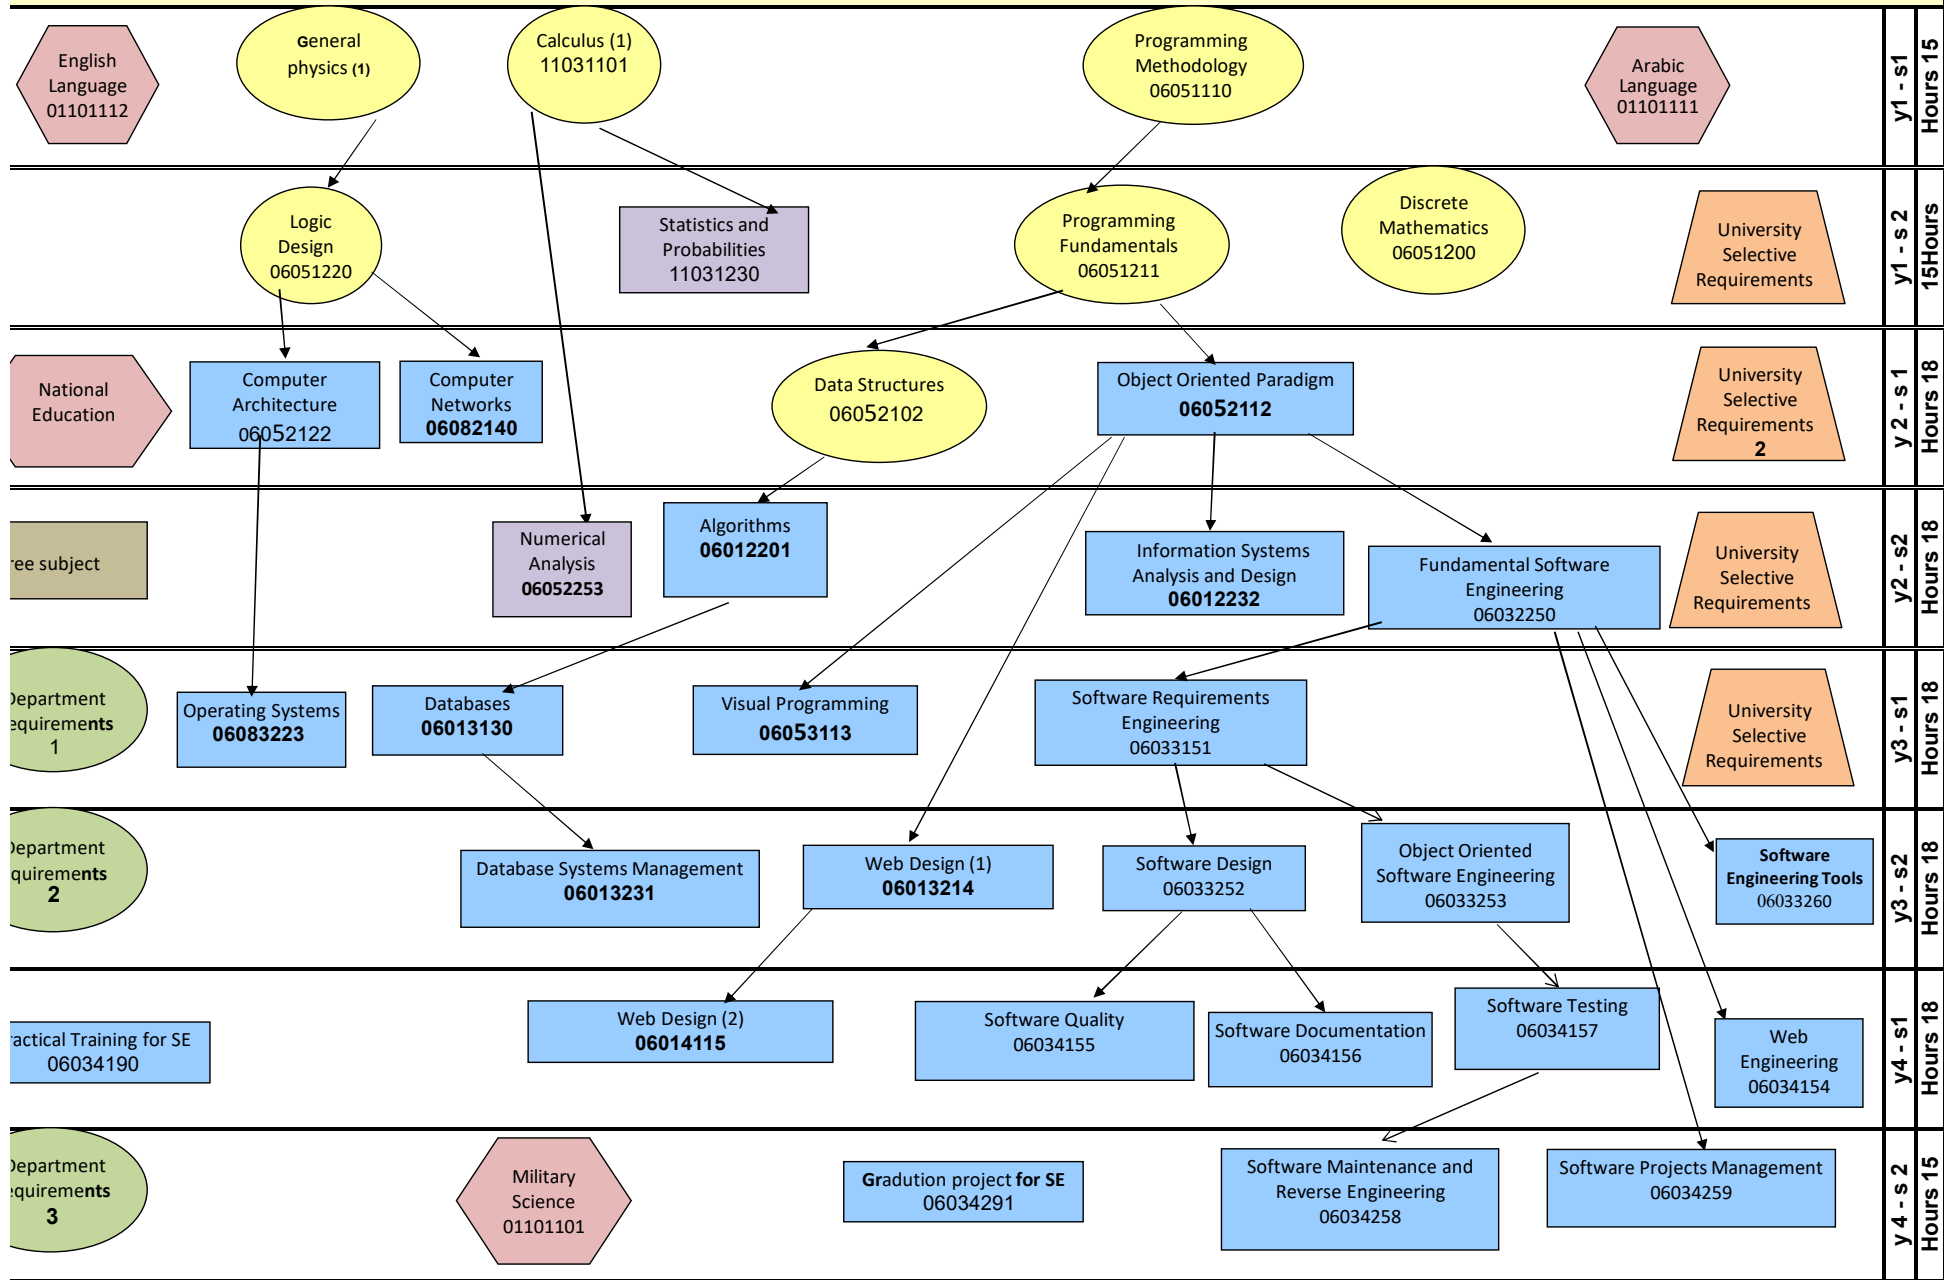 English
Language
01101112
General
physics (1)
Calculus (1)
11031101
Programming
Methodology
06051110
Arabic
Language
01101111
y1 - s1
Hours 15
Logic
Design
06051220
Statistics and
Probabilities
11031230
Programming
Fundamentals
06051211
Discrete
Mathematics
06051200
University
Selective
Requirements
y1 - s 2
15Hours
National
Education
Computer
Architecture
06052122
Computer
Networks
06082140
Data Structures
06052102
Object Oriented Paradigm
06052112
University
Selective
Requirements
2
y 2 - s 1
Hours 18
ree subject
Numerical
Analysis
06052253
Algorithms
06012201
Information Systems
Analysis and Design
06012232
Fundamental Software
Engineering
06032250
University
Selective
Requirements
y2 - s2
Hours 18
Department
equirements
1
Operating Systems
06083223
Databases
06013130
Visual Programming
06053113
Software Requirements
Engineering
06033151
University
Selective
Requirements
y3 - s1
Hours 18
Department
quirements
2
Database Systems Management
06013231
Web Design (1)
06013214
Software Design
06033252
Object Oriented
Software Engineering
06033253
Software
Engineering Tools
06033260
y3 - s2
Hours 18
ractical Training for SE
06034190
Web Design (2)
06014115
Software Quality
06034155
Software Documentation
06034156
Software Testing
06034157
Web
Engineering
06034154
y4 - s1
Hours 18
Department
equirements
3
Military
Science
01101101
Gradution project for SE
06034291
Software Maintenance and
Reverse Engineering
06034258
Software Projects Management
06034259
y 4 - s 2
Hours 15